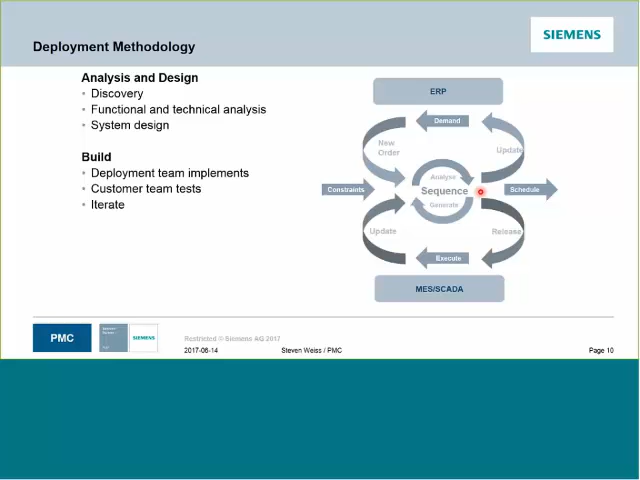 SIEMENS
Deployment Methodology
Analysis and Design
• Discovery
• Functional and technical analysis
• System design
Build
• Deployment team implements
• Customer team tests
• Iterate
ERP
Demand
New
Order
Update
Analyse
Constraints
Sequence
Schedule
Generate
Update
Release
Execute
MES/SCADA
PMC
SIEMENS
Restricted © Siemens AG 2017
2017-06-14
Steven Weiss / PMC
Page 10